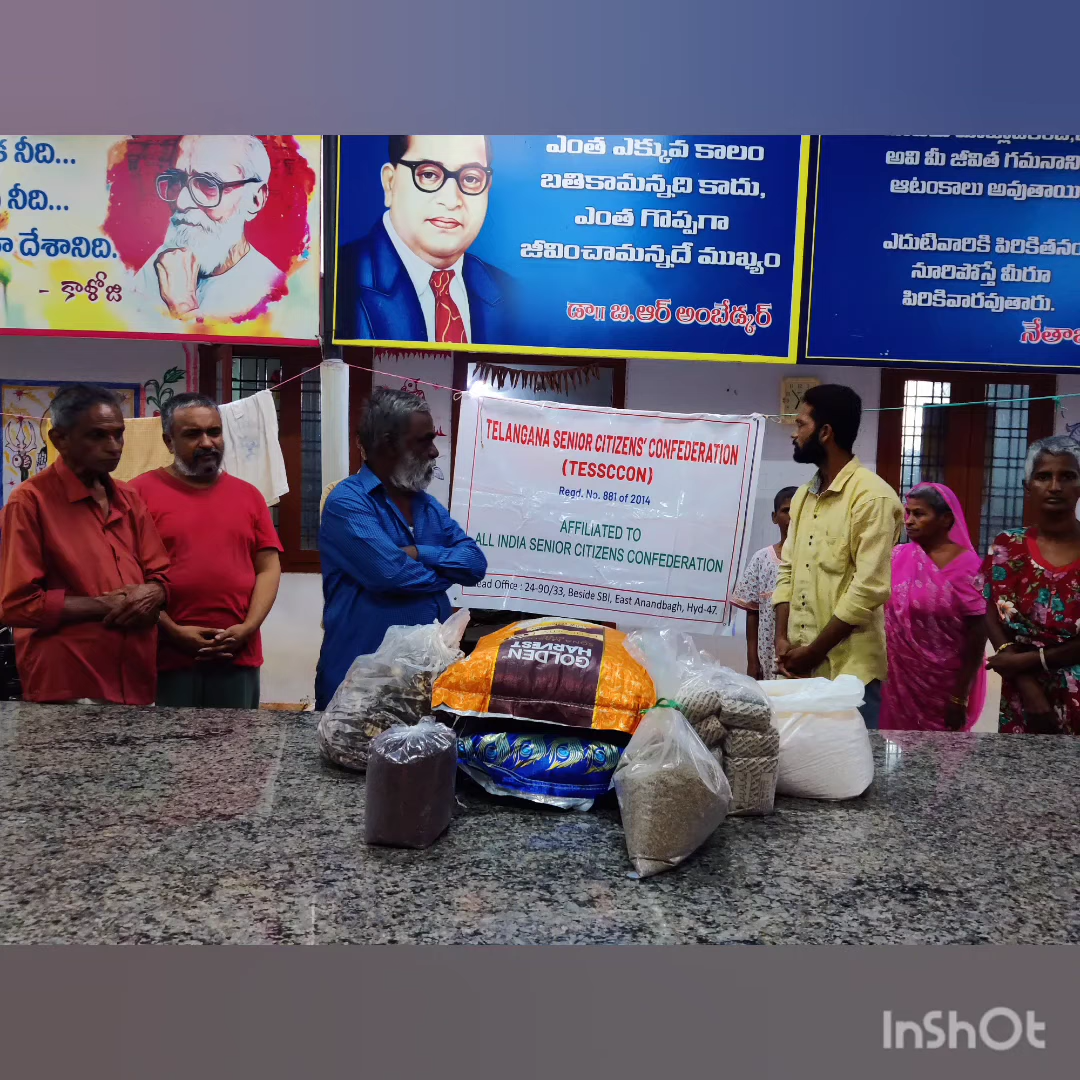 నీది...
నీది...
దేశానిది.
- కాళోజి
ఎంత ఎక్కువ కాలం
బతికామన్నది కాదు,
ఎంత గొప్పగా
జీవించామన్నదే ముఖ్యం
డా॥ బి.ఆర్ అంబేడ్కర్
అవి మీ జీవిత గమనాని
ఆటంకాలు అవుతాయి
ఎదుటివారికి పిరికితనం
నూరిపోస్తే మీరూ
పిరికివారవుతారు.
TELANGANA SENIOR CITIZENS' CONFEDERATION
(TESSCCON)
Regd. No. 881 of 2014
AFFILIATED TO
ALL INDIA SENIOR CITIZENS CONFEDERATION
Head Office : 24-90/33, Beside SBI, East Anandbagh, Hyd-47.
GOLDEN
HARVEST
InShOt